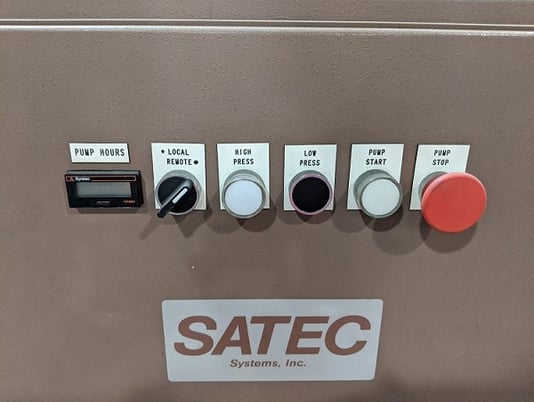 PUMP HOURS
LOCAL
REMOTE
HIGH
PRESS
LOW
PRESS
PUMP
START
PUMP
STOP
SATEC
Systems, Inc.